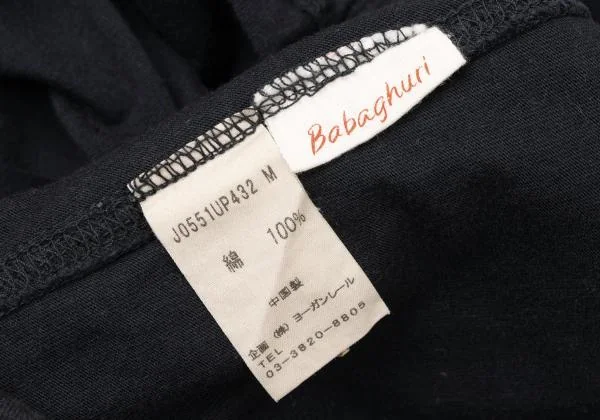 Babaghuri
J0551UP432 M
綿 100%
中国製
企画 (株) ヨーガンレール
TEL
03-3820-8805